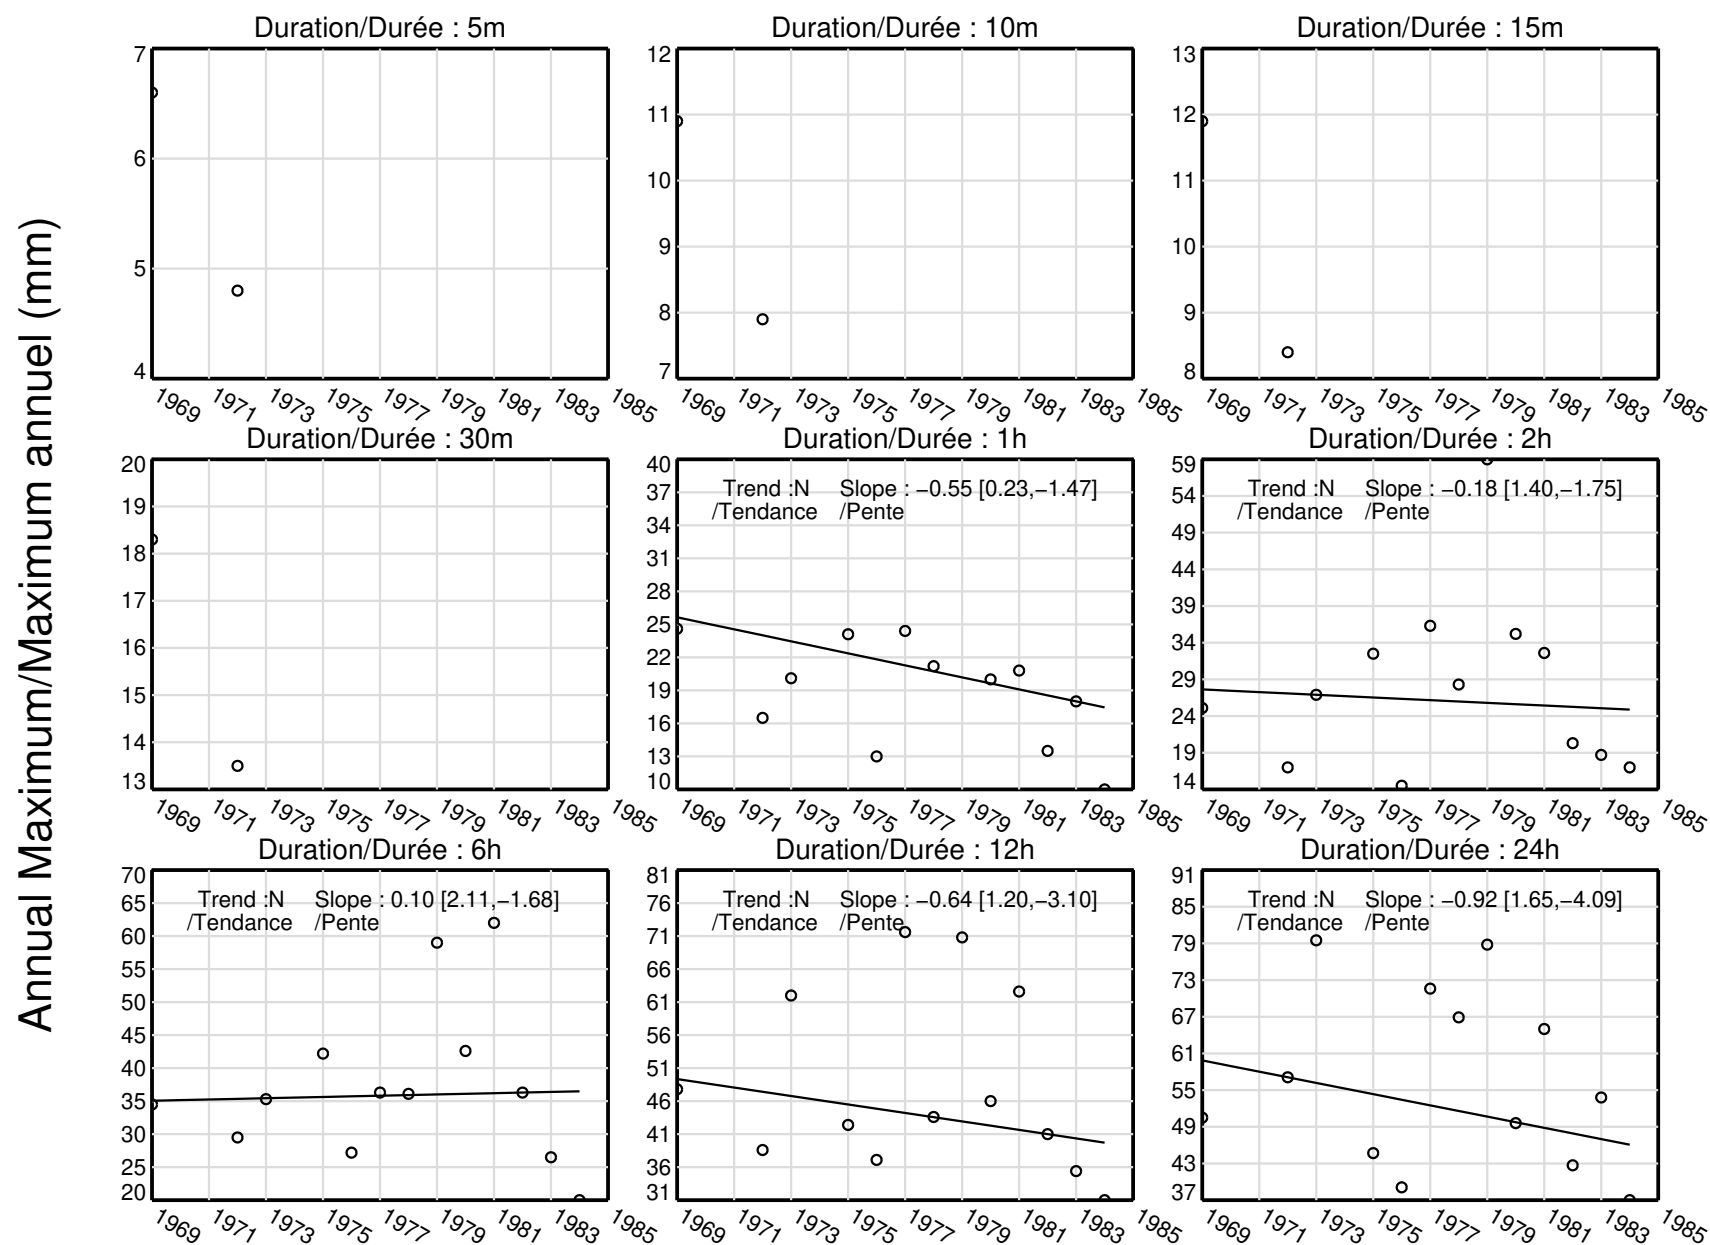 Annual Maximum/Maximum annuel (mm)
Duration/Durée : 5m
7
6
5
4
1969 1971 1973 1975 1977 1979 1981 1983 1985
Duration/Durée : 10m
12
11
10
9
8
7
1969 1971 1973 1975 1977 1979 1981 1983 1985
Duration/Durée : 15m
13
12
11
10
9
8
1969 1971 1973 1975 1977 1979 1981 1983 1985
Duration/Durée : 30m
20
19
18
17
16
15
14
13
1969 1971 1973 1975 1977 1979 1981 1983 1985
Duration/Durée : 1h
Trend :N Slope : −0.55 [0.23,−1.47]
/Tendance /Pente
40
37
34
31
28
25
22
19
16
13
10
1969 1971 1973 1975 1977 1979 1981 1983 1985
Duration/Durée : 2h
Trend :N Slope : −0.18 [1.40,−1.75]
/Tendance /Pente
59
54
49
44
39
34
29
24
19
14
1969 1971 1973 1975 1977 1979 1981 1983 1985
Duration/Durée : 6h
Trend :N Slope : 0.10 [2.11,−1.68]
/Tendance /Pente
70
65
60
55
50
45
40
35
30
25
20
1969 1971 1973 1975 1977 1979 1981 1983 1985
Duration/Durée : 12h
Trend :N Slope : −0.64 [1.20,−3.10]
/Tendance /Pente
81
76
71
66
61
56
51
46
41
36
31
1969 1971 1973 1975 1977 1979 1981 1983 1985
Duration/Durée : 24h
Trend :N Slope : −0.92 [1.65,−4.09]
/Tendance /Pente
91
85
79
73
67
61
55
49
43
37
1969 1971 1973 1975 1977 1979 1981 1983 1985